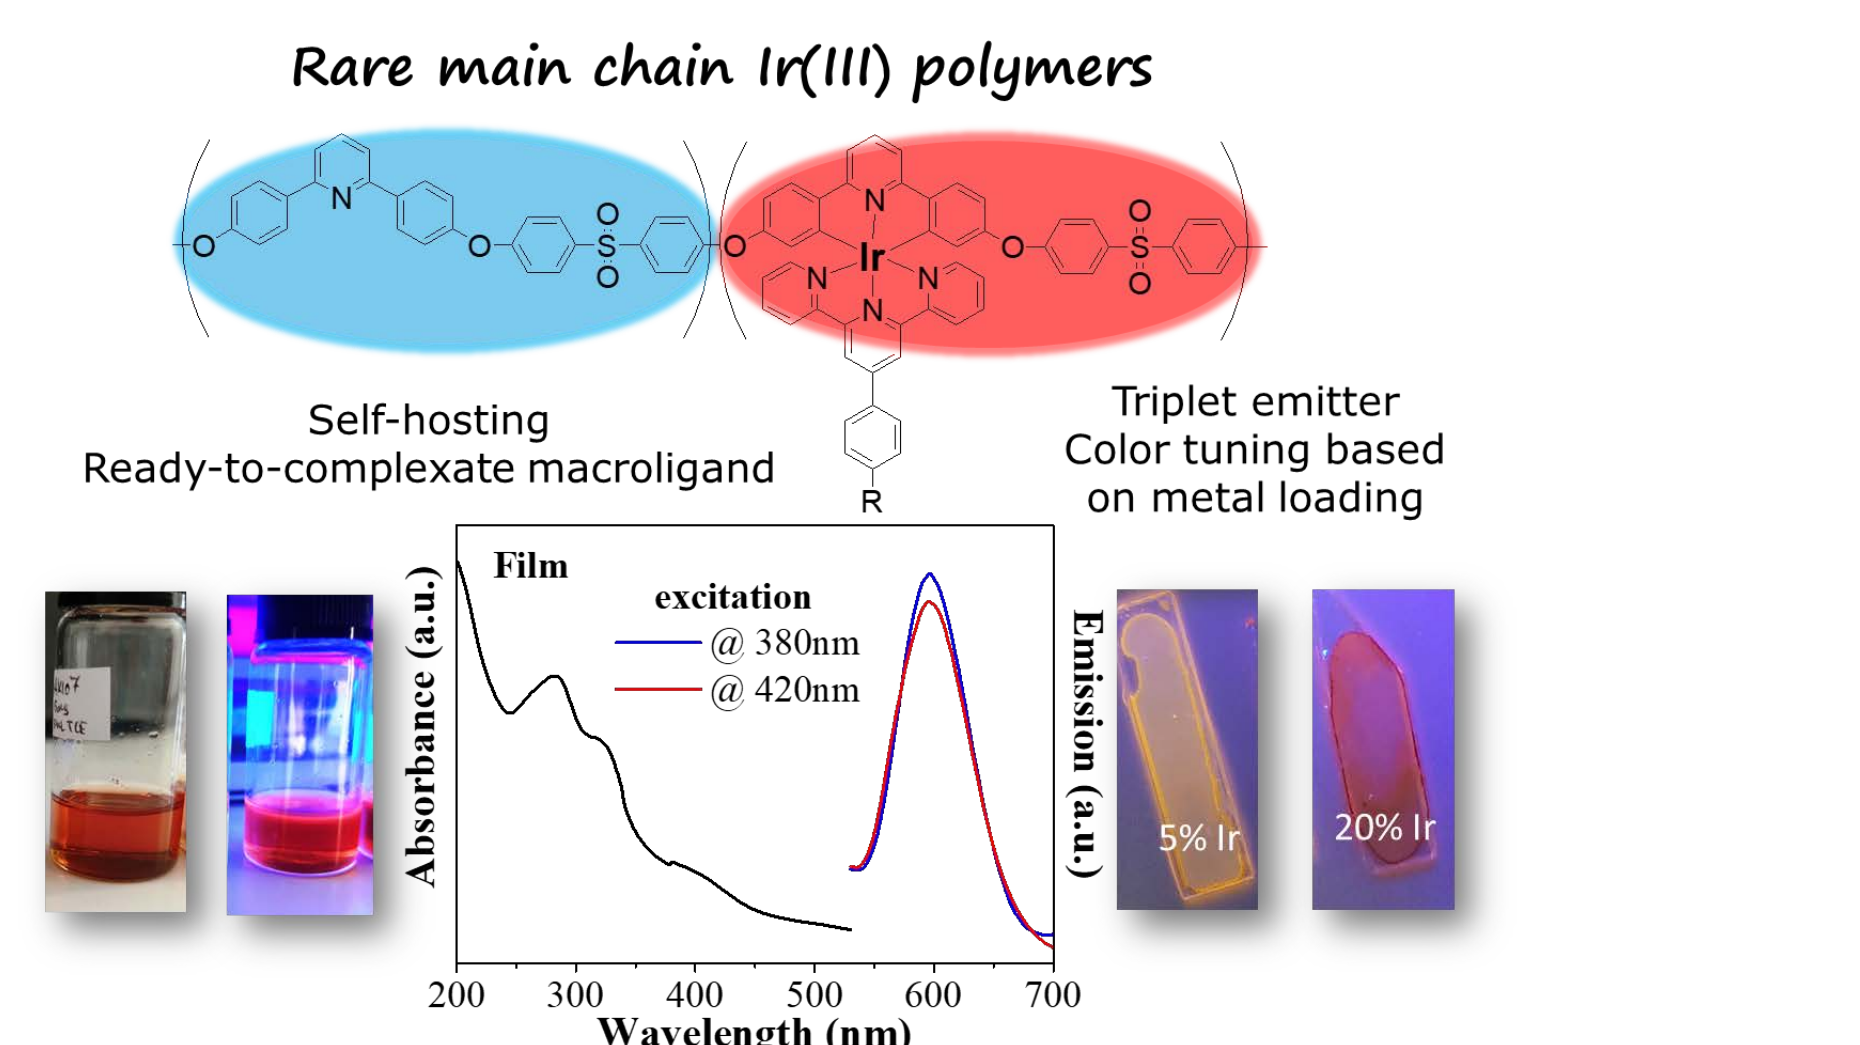 Rare main chain Ir(III) polymers
N
O
O
S
O
O
O
N
Ir
N
N
N
O
O
S
O
R
Self-hosting
Ready-to-complexate macroligand
Triplet emitter
Color tuning based
on metal loading
Film
excitation
@ 380nm
@ 420nm
Absorbance (a.u.)
Emission (a.u.)
200 300 400 500 600 700
Wavelength (nm)
5% Ir
20% Ir